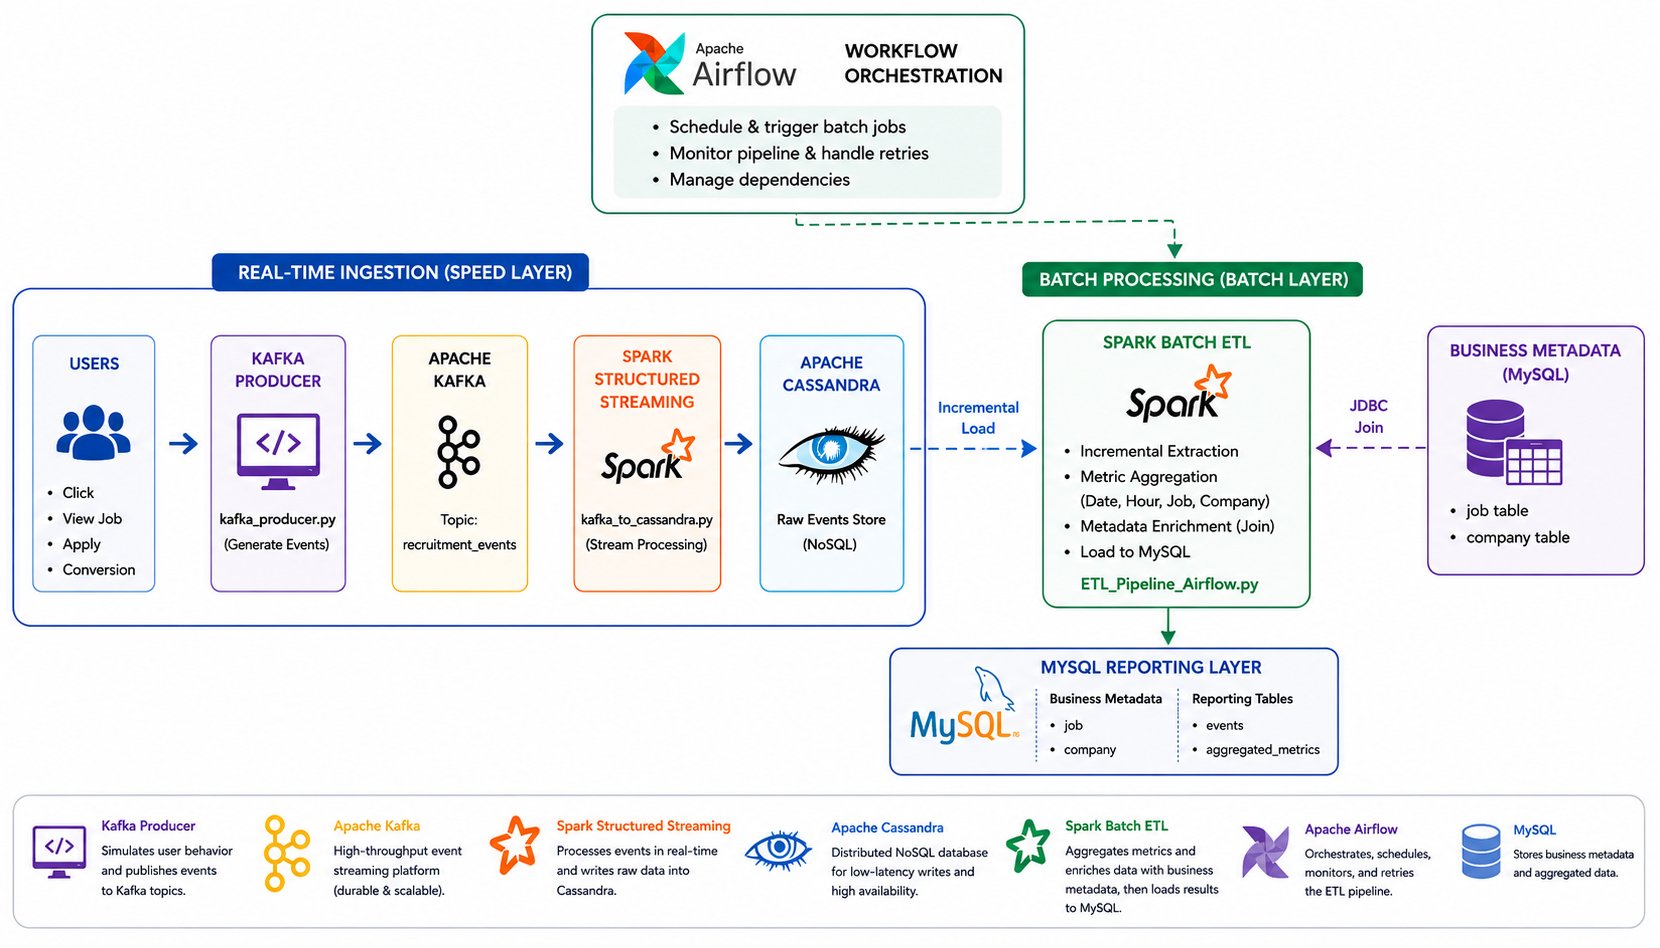 Apache
Airflow
WORKFLOW
ORCHESTRATION
• Schedule & trigger batch jobs
• Monitor pipeline & handle retries
• Manage dependencies
REAL-TIME INGESTION (SPEED LAYER)
USERS
• Click
• View Job
• Apply
• Conversion
KAFKA
PRODUCER
</>
kafka_producer.py
(Generate Events)
APACHE
KAFKA
Topic:
recruitment_events
SPARK
STRUCTURED
STREAMING
Spark
kafka_to_cassandra.py
(Stream Processing)
APACHE
CASSANDRA
Raw Events Store
(NoSQL)
Incremental
Load
BATCH PROCESSING (BATCH LAYER)
SPARK BATCH ETL
Spark
• Incremental Extraction
• Metric Aggregation
(Date, Hour, Job, Company)
• Metadata Enrichment (Join)
• Load to MySQL
ETL_Pipeline_Airflow.py
JDBC
Join
BUSINESS METADATA
(MySQL)
• job table
• company table
MYSQL REPORTING LAYER
MySQL
Business Metadata
• job
• company
Reporting Tables
• events
• aggregated_metrics
</>
Kafka Producer
Simulates user behavior
and publishes events
to Kafka topics.
Apache Kafka
High-throughput event
streaming platform
(durable & scalable).
Spark Structured Streaming
Processes events in real-time
and writes raw data into
Cassandra.
Apache Cassandra
Distributed NoSQL database
for low-latency writes and
high availability.
Spark Batch ETL
Aggregates metrics and
enriches data with business
metadata, then loads results
to MySQL.
Apache Airflow
Orchestrates, schedules,
monitors, and retries
the ETL pipeline.
MySQL
Stores business metadata
and aggregated data.